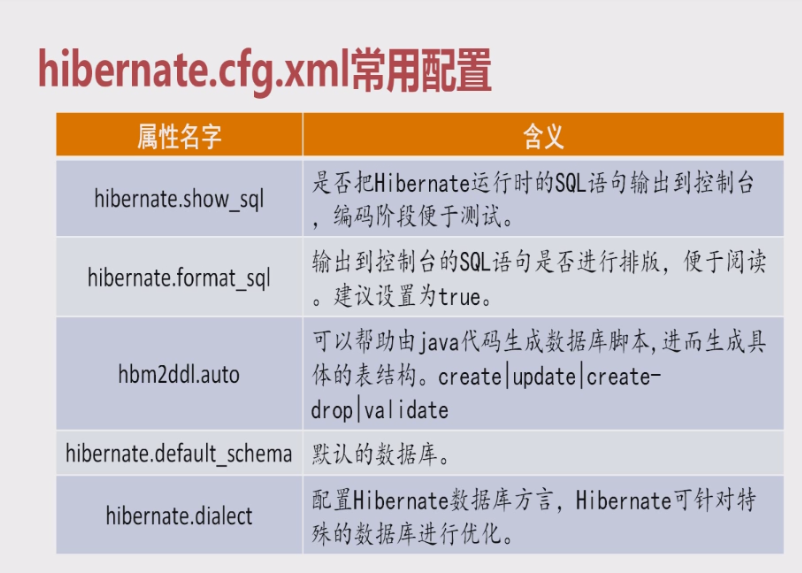 hibernate.cfg.xml常用配置
属性名字 含义
hibernate.show_sql
是否把Hibernate运行时的SQL语句输出到控制台
，编码阶段便于测试。
hibernate.format_sql
输出到控制台的SQL语句是否进行排版，便于阅读
。建议设置为true。
hbm2ddl.auto
可以帮助由java代码生成数据库脚本,进而生成具
体的表结构。create|update|create-
drop|validate
hibernate.default_schema
默认的数据库。
hibernate.dialect
配置Hibernate数据库方言，Hibernate可针对特
殊的数据库进行优化。